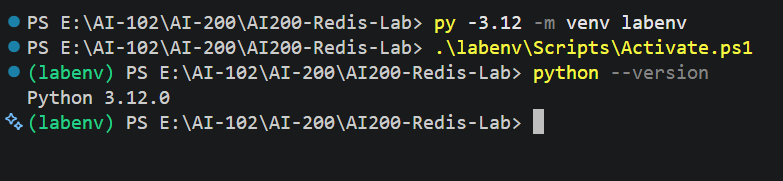 PS E:\AI-102\AI-200\AI200-Redis-Lab> py -3.12 -m venv labenv
PS E:\AI-102\AI-200\AI200-Redis-Lab> .\labenv\Scripts\Activate.ps1
(labenv) PS E:\AI-102\AI-200\AI200-Redis-Lab> python --version
Python 3.12.0
(labenv) PS E:\AI-102\AI-200\AI200-Redis-Lab>